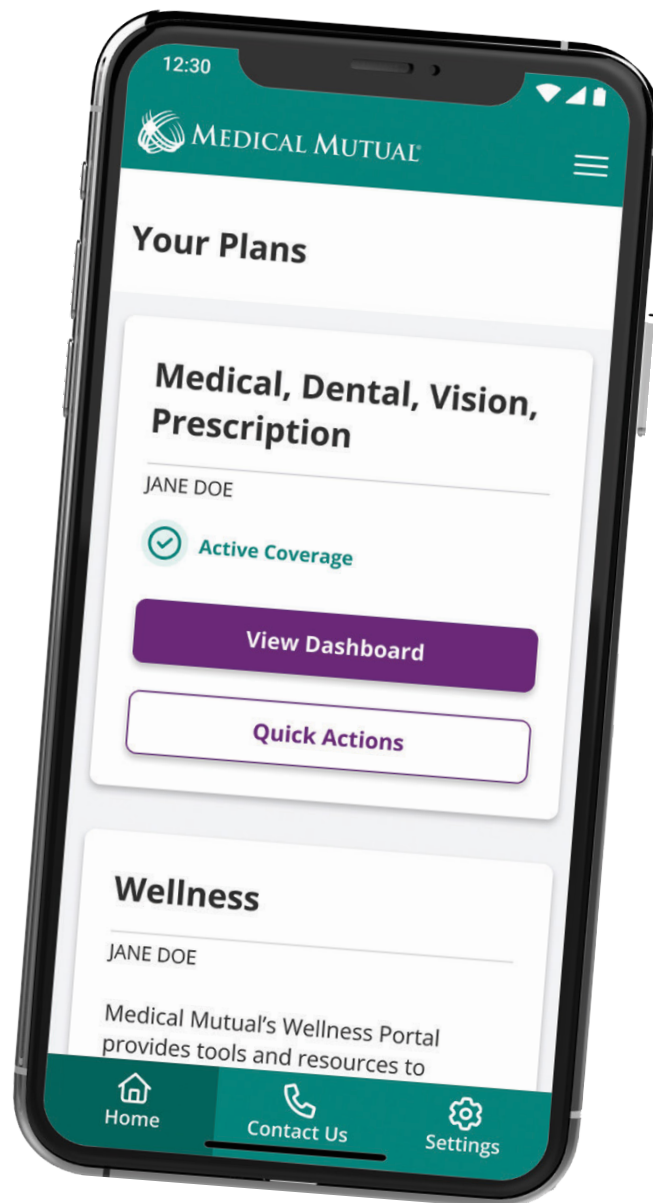 12:30
MEDICAL MUTUAL®
Your Plans
Medical, Dental, Vision,
Prescription
JANE DOE
Active Coverage
View Dashboard
Quick Actions
Wellness
JANE DOE
Medical Mutual’s Wellness Portal
provides tools and resources to
Home
Contact Us
Settings